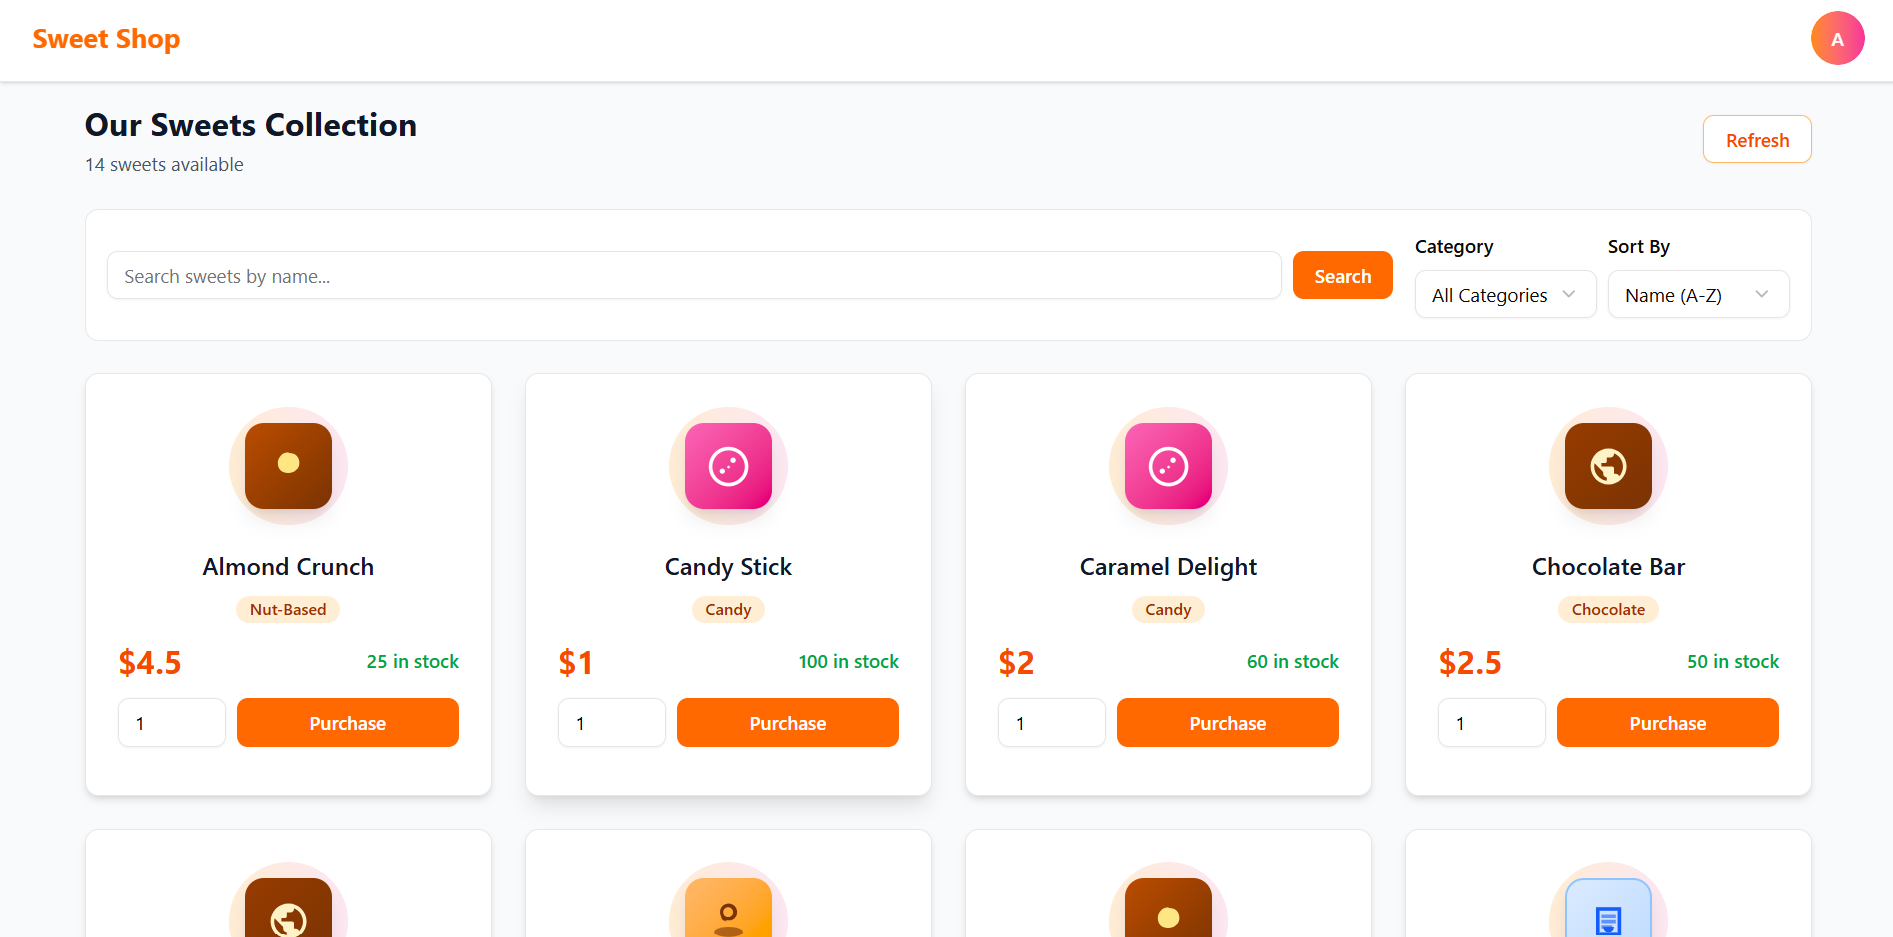 Sweet Shop
A
Our Sweets Collection
14 sweets available
Refresh
Search sweets by name...
Search
Category
All Categories
Sort By
Name (A-Z)
Almond Crunch
Nut-Based
$4.5
25 in stock
1
Purchase
Candy Stick
Candy
$1
100 in stock
1
Purchase
Caramel Delight
Candy
$2
60 in stock
1
Purchase
Chocolate Bar
Chocolate
$2.5
50 in stock
1
Purchase